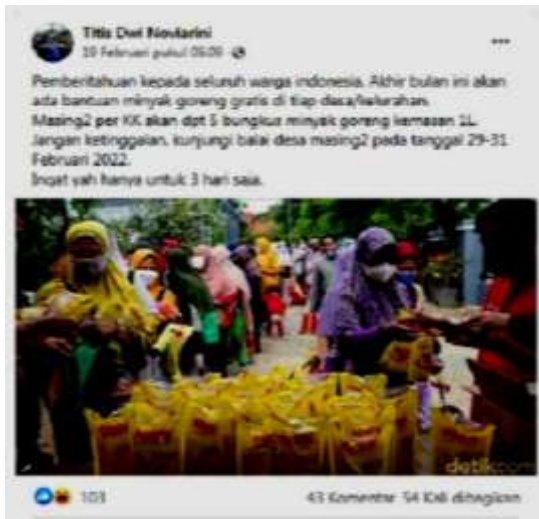 Titis Dwi Noviarini
19 Februari pukul 05.09
Pemberitahuan kepada seluruh warga indonesia. Akhir bulan ini akan
ada bantuan minyak goreng gratis di tiap desa/kelurahan.
Masing2 per KK akan dpt 5 bungkus minyak goreng kemasan 1L.
Jangan ketinggalan, kunjungi balai desa masing2 pada tanggal 29-31
Februari 2022.
Ingat yah hanya untuk 3 hari saja.
detikcom
103
43 Komentar 54 Kali dibagikan